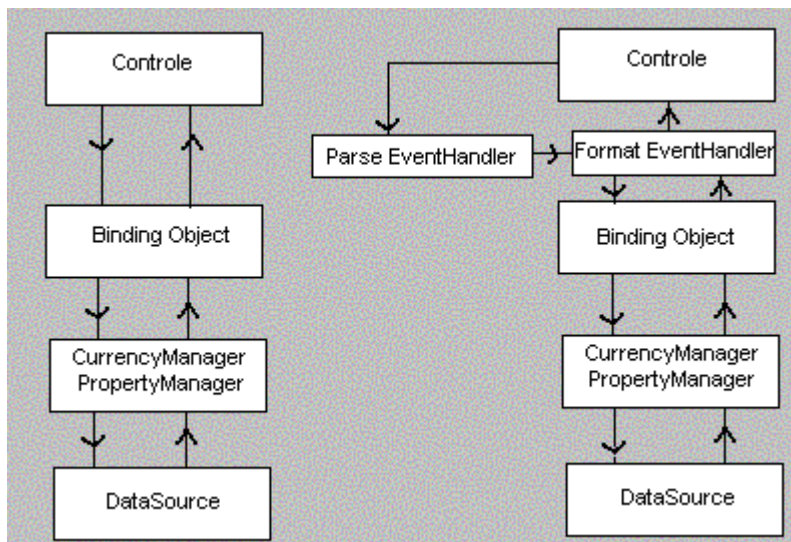 Controle
Binding Object
CurrencyManager
PropertyManager
DataSource
Controle
Parse EventHandler
Format EventHandler
Binding Object
CurrencyManager
PropertyManager
DataSource